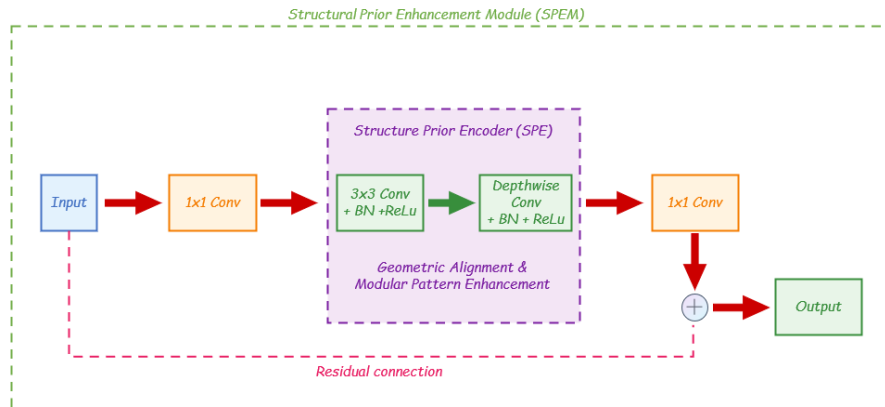 Structural Prior Enhancement Module (SPEM)
Structure Prior Encoder (SPE)
Input
1x1 Conv
3x3 Conv
+ BN +ReLu
Depthwise
Conv
+ BN + ReLu
1x1 Conv
Geometric Alignment &
Modular Pattern Enhancement
+
Output
Residual connection